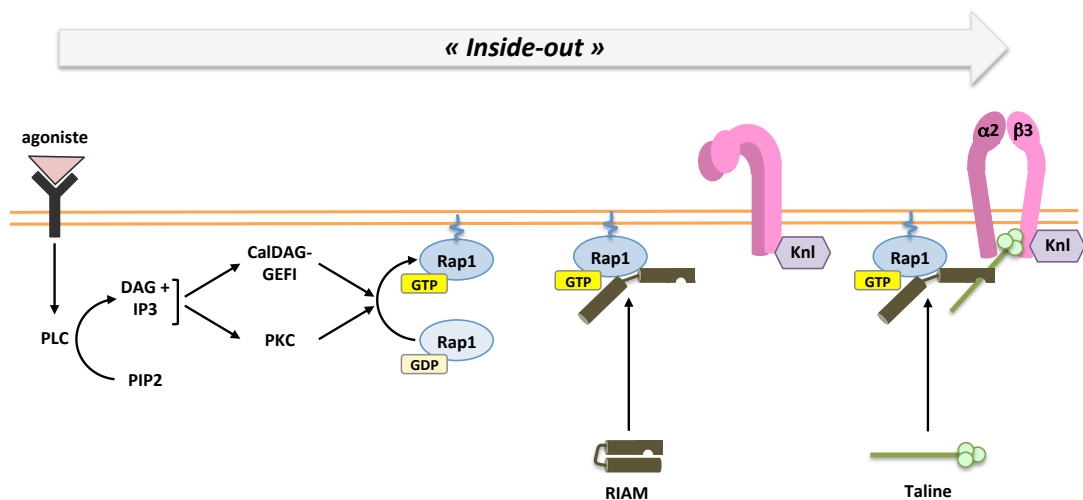 « Inside-out »
agoniste
PLC
PIP2
DAG +
IP3
CalDAG-
GEFI
PKC
Rap1
GTP
Rap1
GDP
Rap1
GTP
RIAM
Knl
Rap1
GTP
Taline
α2
β3
Knl